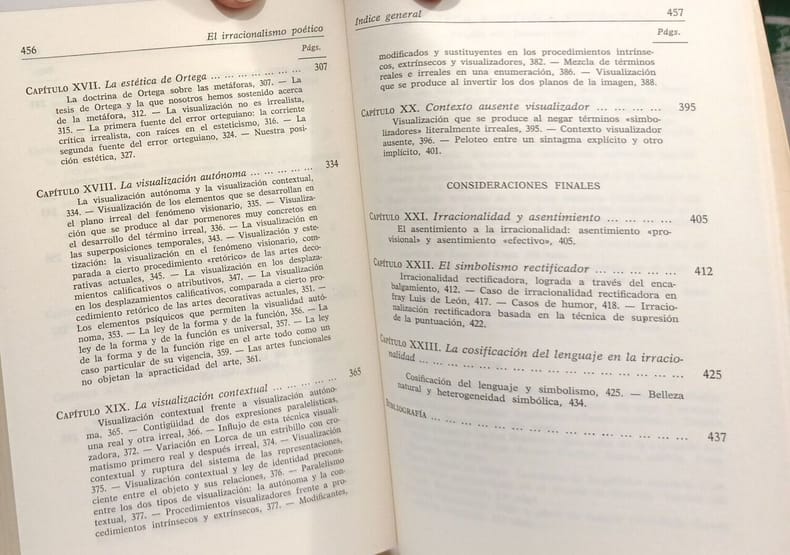 456
El irracionalismo poético
Págs.
CAPÍTULO XVII. La estética de Ortega ... ... ... ... ... ... ... 307
La doctrina de Ortega sobre las metáforas, 307. — La
tesis de Ortega y la que nosotros hemos sostenido acerca
de la metáfora, 312. — La visualización no es irrealista,
315. — La primera fuente del error orteguiano: la corriente
crítica irrealista, con raíces en el esteticismo, 316. — La
segunda fuente del error orteguiano, 324. — Nuestra posi-
ción estética, 327.
CAPÍTULO XVIII. La visualización autónoma ... ... ... ... ... 334
La visualización autónoma y la visualización contextual,
334. — Visualización de los elementos que se desarrollan en
el plano irreal del fenómeno visionario, 335. — Visualiza-
ción que se produce al dar pormenores muy concretos en
el desarrollo del término irreal, 336. — La visualización en
las superposiciones temporales, 343. — Visualización y este-
tización: la visualización en el fenómeno visionario, com-
parada a cierto procedimiento «retórico» de las artes deco-
rativas actuales, 345. — La visualización en los desplaza-
mientos calificativos o atributivos, 347. — La visualización
en los desplazamientos calificativos, comparada a cierto pro-
cedimiento retórico de las artes decorativas actuales, 351. —
Los elementos psíquicos que permiten la visualidad autó-
noma, 353. — La ley de la forma y de la función, 356. — La
ley de la forma y de la función es universal, 357. — La ley
de la forma y de la función rige en el arte todo como un
caso particular de su vigencia, 359. — Las artes funcionales
no objetan la apracticidad del arte, 361.
CAPÍTULO XIX. La visualización contextual ... ... ... ... ... 365
Visualización contextual frente a visualización autóno-
ma, 365. — Contigüidad de dos expresiones paralelísticas,
una real y otra irreal, 366. — Influjo de esta técnica visuali-
zadora, 372. — Variación en Lorca de un estribillo con cro-
matismo primero real y después irreal, 374. — Visualización
contextual y ruptura del sistema de las representaciones,
375. — Visualización contextual y ley de identidad precons-
ciente entre el objeto y sus relaciones, 376. — Paralelismo
entre los dos tipos de visualización: la autónoma y la con-
textual, 377. — Procedimientos visualizadores frente a pro-
cedimientos intrínsecos y extrínsecos, 377. — Modificantes,
Indice general
457
Págs.
modificados y sustituyentes en los procedimientos intrínse-
cos, extrínsecos y visualizadores, 382. — Mezcla de términos
reales e irreales en una enumeración, 386. — Visualización
que se produce al invertir los dos planos de la imagen, 388.
CAPÍTULO XX. Contexto ausente visualizador ... ... ... ... 395
Visualización que se produce al negar términos «simbo-
lizadores» literalmente irreales, 395. — Contexto visualizador
ausente, 396. — Peloteo entre un sintagma explícito y otro
implícito, 401.
CONSIDERACIONES FINALES
CAPÍTULO XXI. Irracionalidad y asentimiento ... ... ... ... 405
El asentimiento a la irracionalidad: asentimiento «pro-
visional» y asentimiento «efectivo», 405.
CAPÍTULO XXII. El simbolismo rectificador ... ... ... ... ... 412
Irracionalidad rectificadora, lograda a través del enca-
balgamiento, 412. — Caso de irracionalidad rectificadora en
fray Luis de León, 417. — Casos de humor, 418. — Irracio-
nalización rectificadora basada en la técnica de supresión
de la puntuación, 422.
CAPÍTULO XXIII. La cosificación del lenguaje en la irracio-
nalidad ... ... ... ... ... ... ... ... ... ... ... ... ... ... ... ... 425
Cosificación del lenguaje y simbolismo, 425. — Belleza
natural y heterogeneidad simbólica, 434.
BIBLIOGRAFÍA ... ... ... ... ... ... ... ... ... ... ... ... ... ... 437